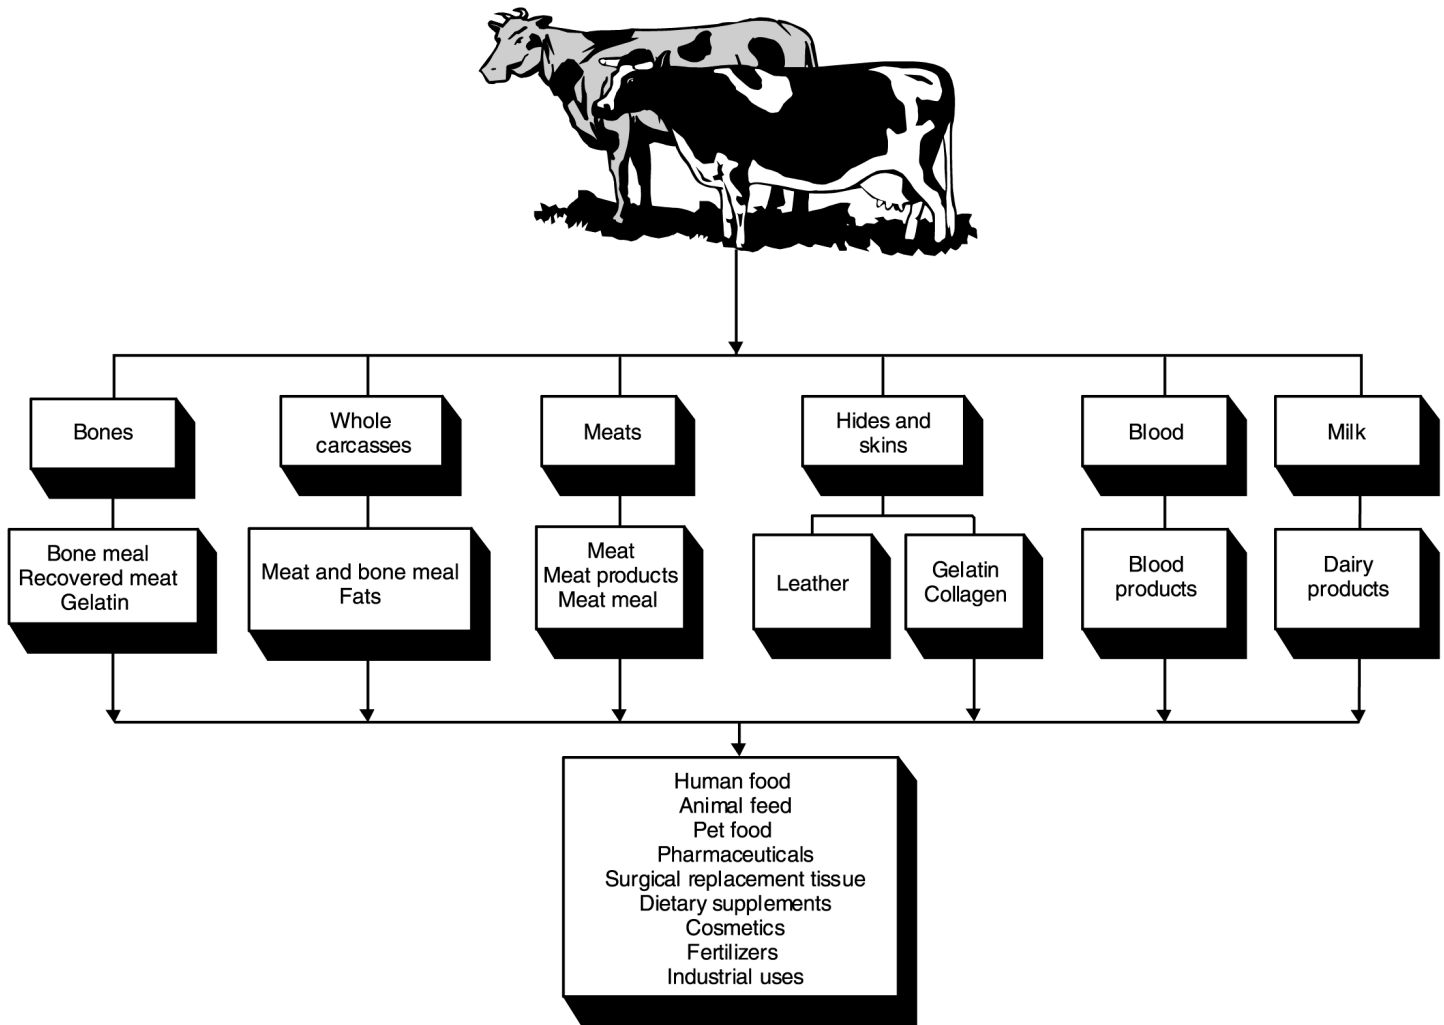 Bones
Whole
carcasses
Meats
Hides and
skins
Blood
Milk
Bone meal
Recovered meat
Gelatin
Meat and bone meal
Fats
Meat
Meat products
Meat meal
Leather
Gelatin
Collagen
Blood
products
Dairy
products
Human food
Animal feed
Pet food
Pharmaceuticals
Surgical replacement tissue
Dietary supplements
Cosmetics
Fertilizers
Industrial uses